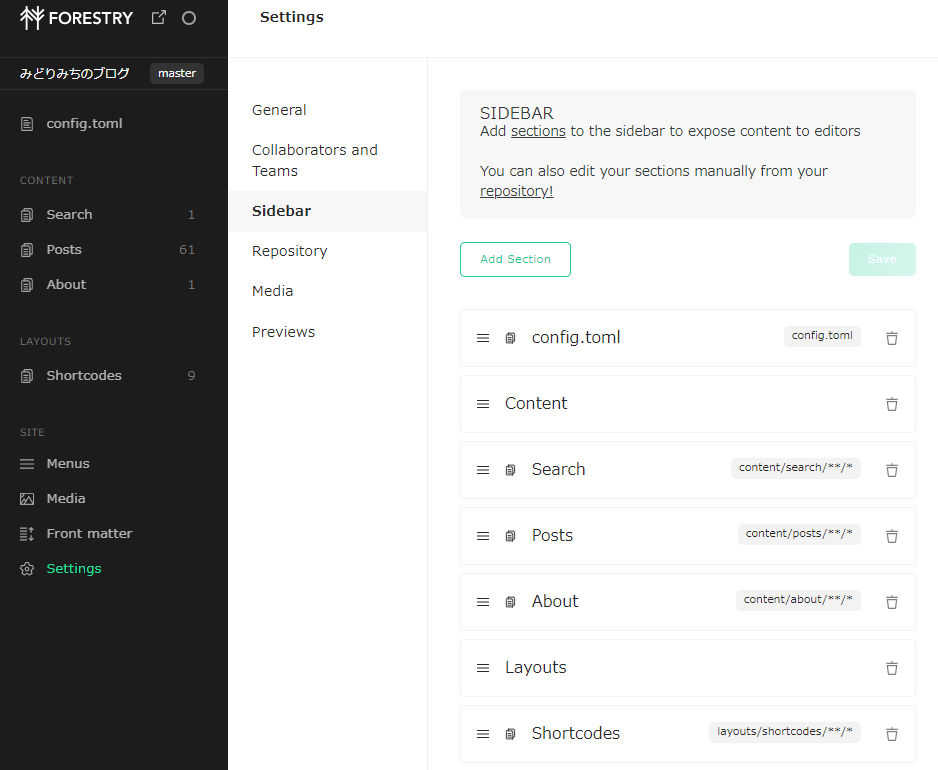 FORESTRY
みどりみちのブログ master
config.toml
CONTENT
Search 1
Posts 61
About 1
LAYOUTS
Shortcodes 9
SITE
Menus
Media
Front matter
Settings
Settings
General
Collaborators and
Teams
Sidebar
Repository
Media
Previews
SIDEBAR
Add sections to the sidebar to expose content to editors
You can also edit your sections manually from your
repository!
Add Section Save
config.toml config.toml
Content
Search content/search/**/*
Posts content/posts/**/*
About content/about/**/*
Layouts
Shortcodes layouts/shortcodes/**/*